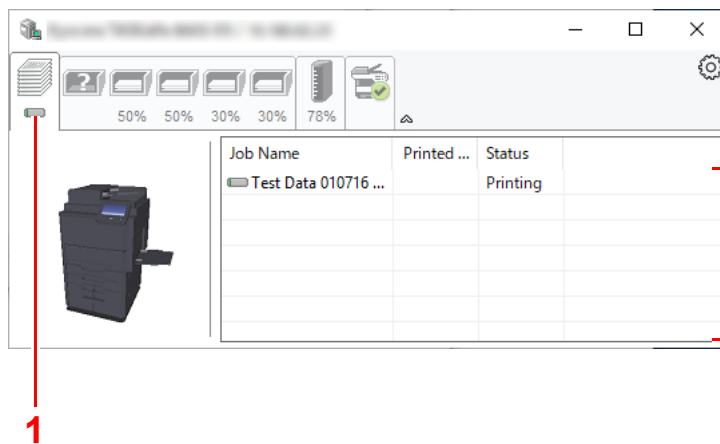 ?
50% 50% 30% 30% 78%
Job Name Printed ... Status
Test Data 010716 ... Printing
1